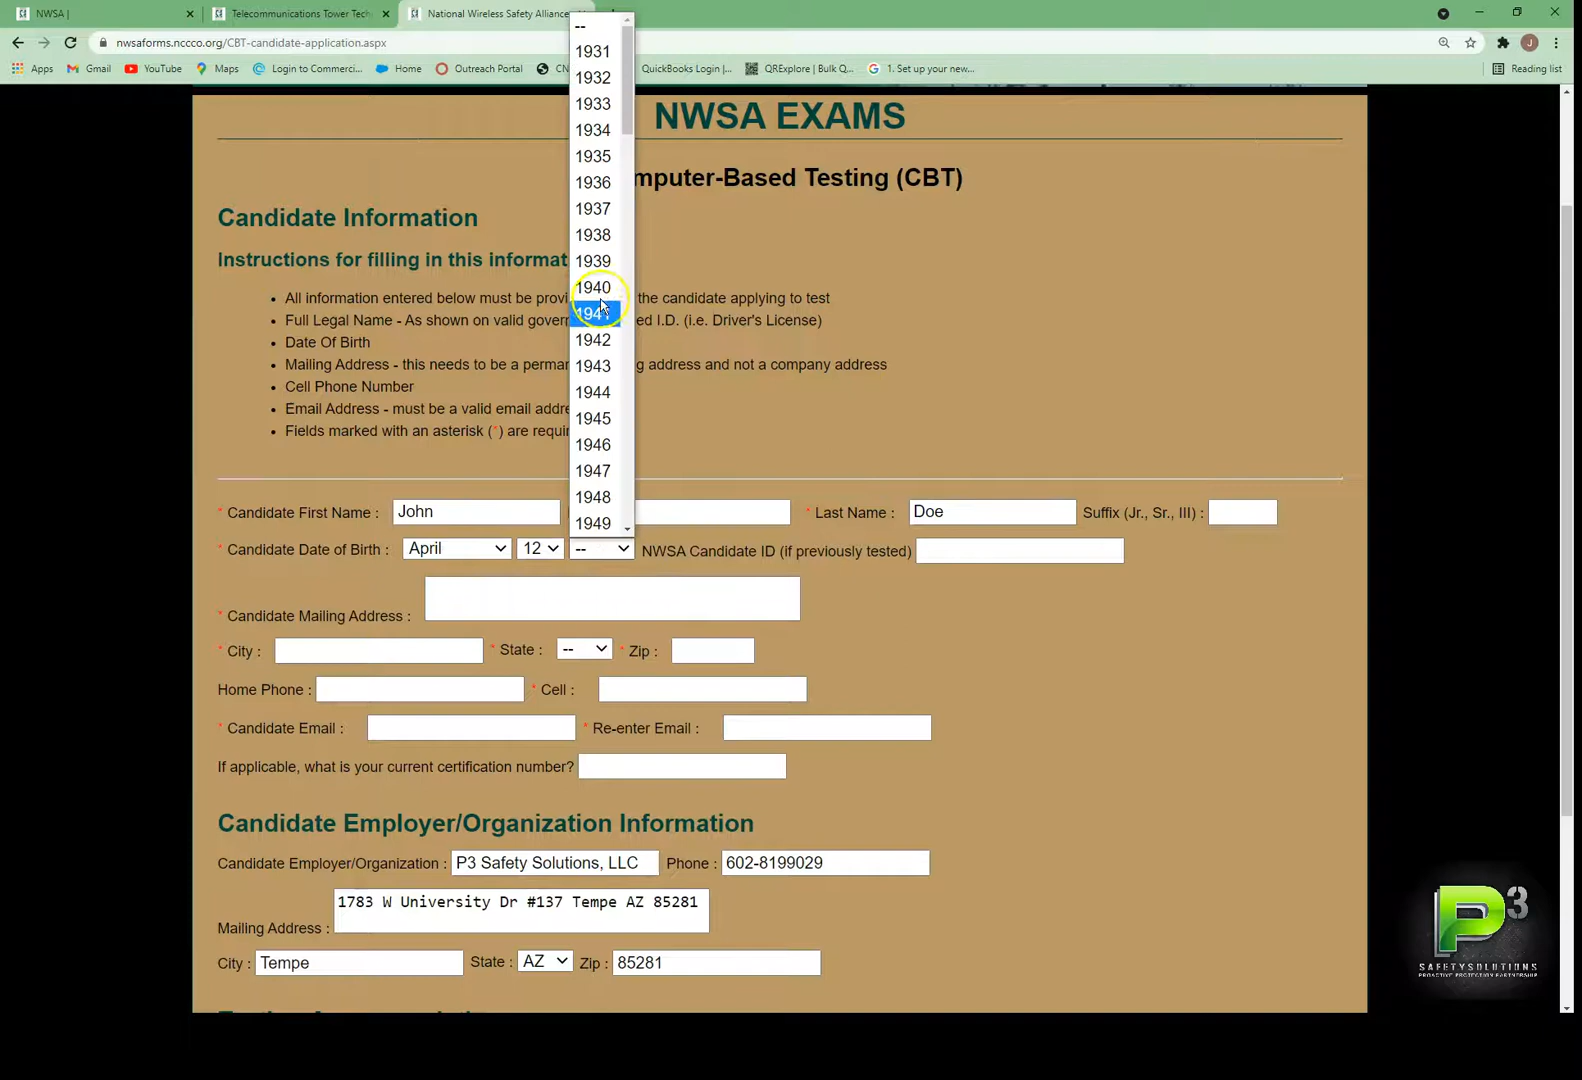 NWSA |
Telecommunications Tower Tech
National Wireless Safety Alliance
nwsaforms.nccco.org/CBT-candidate-application.aspx
Apps
Gmail
YouTube
Maps
Login to Commerci...
Home
Outreach Portal
CN
QuickBooks Login |...
QRExplore | Bulk Q...
1. Set up your new...
Reading list
--
1931
1932
1933
1934
1935
1936
1937
1938
1939
1940
1941
1942
1943
1944
1945
1946
1947
1948
1949
NWSA EXAMS
mputer-Based Testing (CBT)
Candidate Information
Instructions for filling in this informat
• All information entered below must be provi the candidate applying to test
• Full Legal Name - As shown on valid govern ed I.D. (i.e. Driver's License)
• Date Of Birth
• Mailing Address - this needs to be a perman g address and not a company address
• Cell Phone Number
• Email Address - must be a valid email addre
• Fields marked with an asterisk (*) are requi
* Candidate First Name : John * Last Name : Doe Suffix (Jr., Sr., III) :
* Candidate Date of Birth : April 12 -- NWSA Candidate ID (if previously tested)
* Candidate Mailing Address :
* City : * State : -- * Zip :
Home Phone : * Cell :
* Candidate Email : * Re-enter Email :
If applicable, what is your current certification number?
Candidate Employer/Organization Information
Candidate Employer/Organization : P3 Safety Solutions, LLC Phone : 602-8199029
1783 W University Dr #137 Tempe AZ 85281
Mailing Address :
City : Tempe State : AZ Zip : 85281
P3
SAFETYSOLUTIONS
PROACTIVE PROTECTION PARTNERSHIP